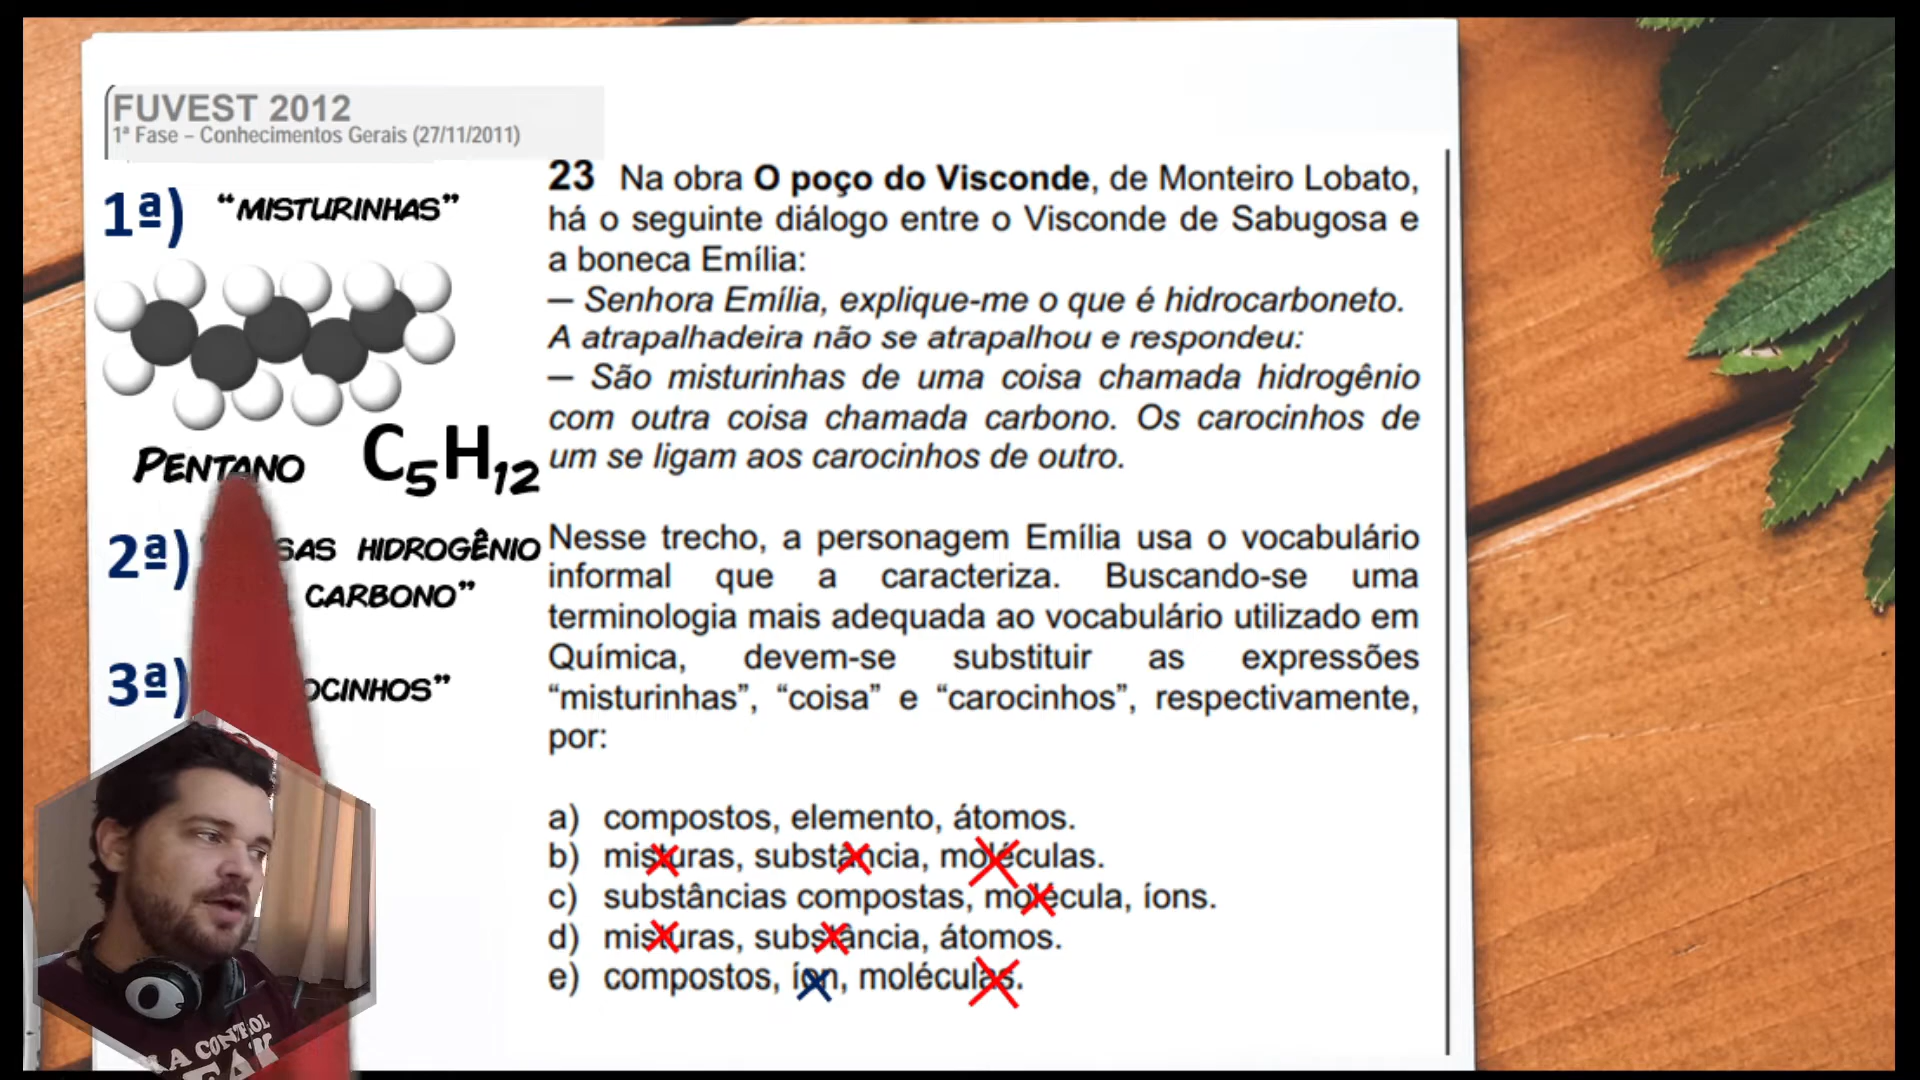 FUVEST 2012
1ª Fase – Conhecimentos Gerais (27/11/2011)
1ª) “MISTURINHAS”
PENTANO C5H12
2ª) HIDROGÊNIO
CARBONO”
3ª)
23 Na obra O poço do Visconde, de Monteiro Lobato,
há o seguinte diálogo entre o Visconde de Sabugosa e
a boneca Emília:
— Senhora Emília, explique-me o que é hidrocarboneto.
A atrapalhadeira não se atrapalhou e respondeu:
— São misturinhas de uma coisa chamada hidrogênio
com outra coisa chamada carbono. Os carocinhos de
um se ligam aos carocinhos de outro.
Nesse trecho, a personagem Emília usa o vocabulário
informal que a caracteriza. Buscando-se uma
terminologia mais adequada ao vocabulário utilizado em
Química, devem-se substituir as expressões
“misturinhas”, “coisa” e “carocinhos”, respectivamente,
por:
a) compostos, elemento, átomos.
b) misturas, substância, moléculas.
c) substâncias compostas, molécula, íons.
d) misturas, substância, átomos.
e) compostos, íon, moléculas.